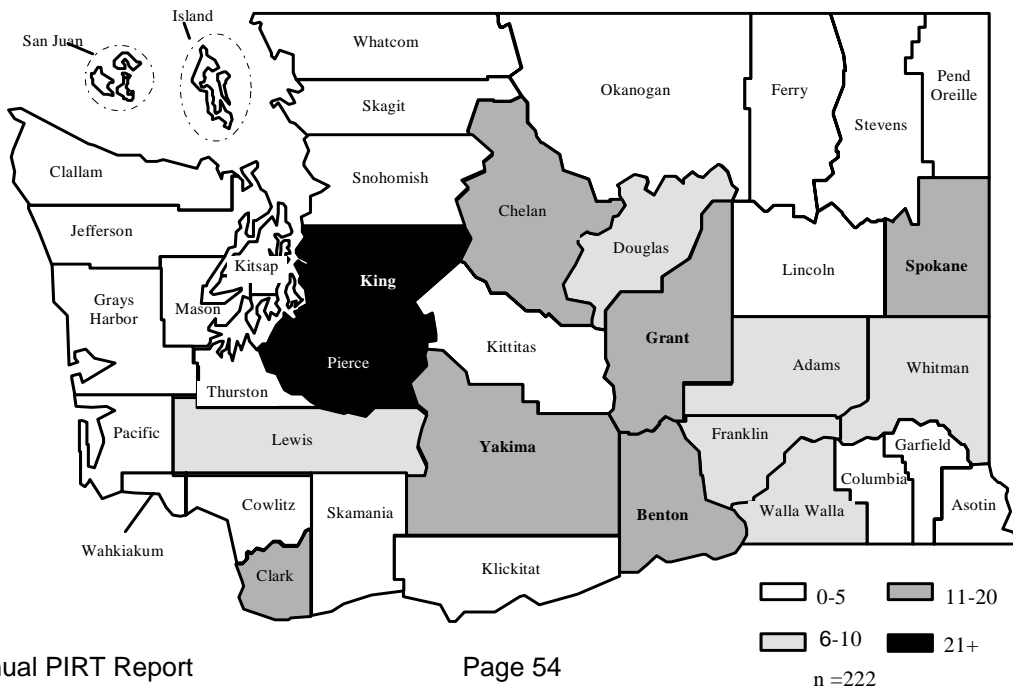 Island
San Juan
Whatcom
Okanogan
Ferry
Pend
Oreille
Skagit
Stevens
Clallam
Snohomish
Chelan
Jefferson
Douglas
Kitsap
Lincoln
Spokane
King
Grays
Harbor
Mason
Grant
Kittitas
Pierce
Adams
Whitman
Thurston
Pacific
Lewis
Yakima
Franklin
Garfield
Columbia
Cowlitz
Skamania
Benton
Walla Walla
Asotin
Wahkiakum
Clark
Klickitat
0-5
11-20
6-10
21+
n =222
nual PIRT Report
Page 54